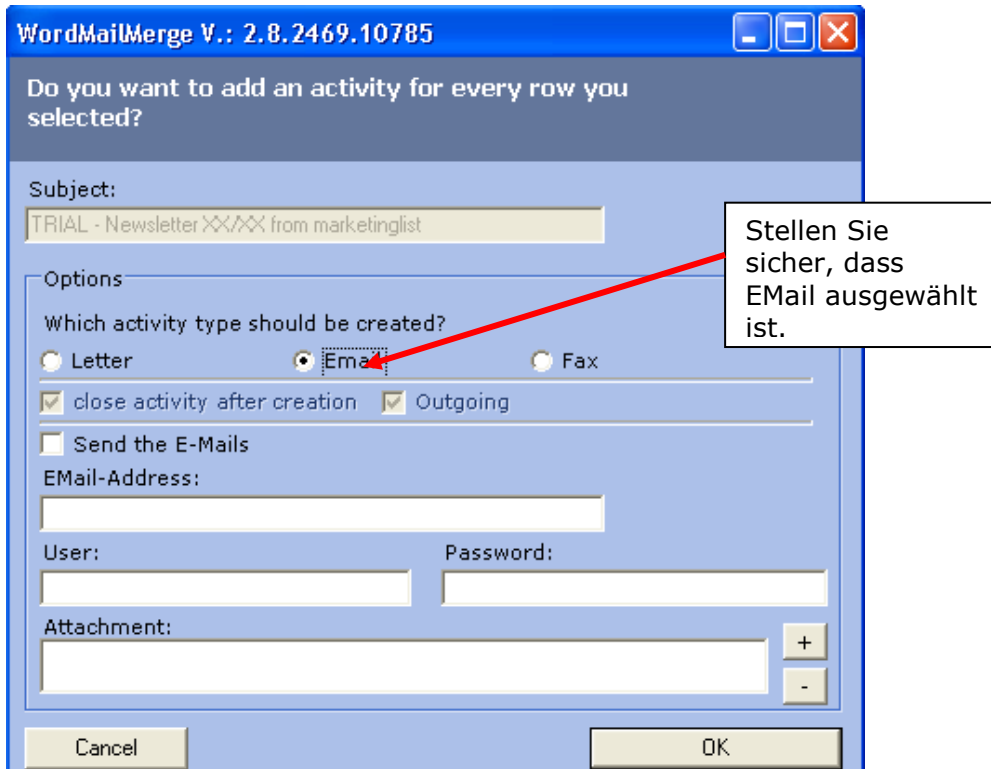 WordMailMerge V.: 2.8.2469.10785
Do you want to add an activity for every row you
selected?
Subject:
TRIAL - Newsletter XX/XX from marketinglist
Stellen Sie
sicher, dass
EMail ausgewählt
ist.
Options
Which activity type should be created?
Letter Email Fax
close activity after creation Outgoing
Send the E-Mails
EMail-Address:
User: Password:
Attachment:
+
-
Cancel OK